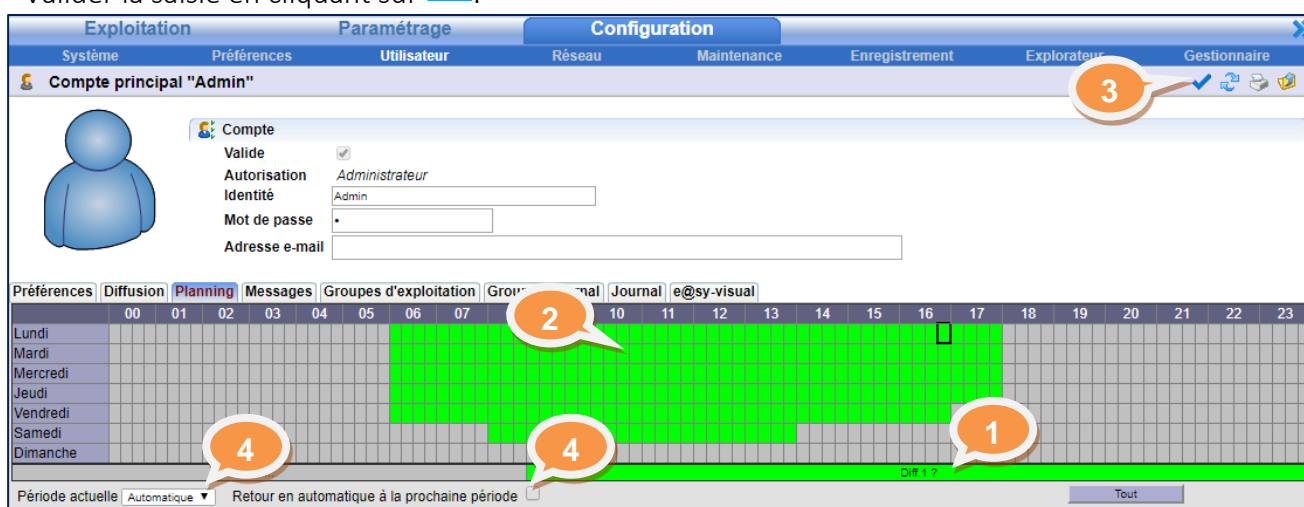 Valider la saisie en cliquant sur
Exploitation Paramétrage Configuration
Système Préférences Utilisateur Réseau Maintenance Enregistrement Explorateur Gestionnaire
Compte principal "Admin"
3
Compte
Valide
Autorisation Administrateur
Identité Admin
Mot de passe •
Adresse e-mail
Préférences Diffusion Planning Messages Groupes d'exploitation Journal e@sy-visual
00 01 02 03 04 05 06 07 10 11 12 13 14 15 16 17 18 19 20 21 22 23
2
Lundi
Mardi
Mercredi
Jeudi
Vendredi
Samedi
Dimanche
4
4
1
Diff.1 ?
Période actuelle Automatique ▼ Retour en automatique à la prochaine période Tout